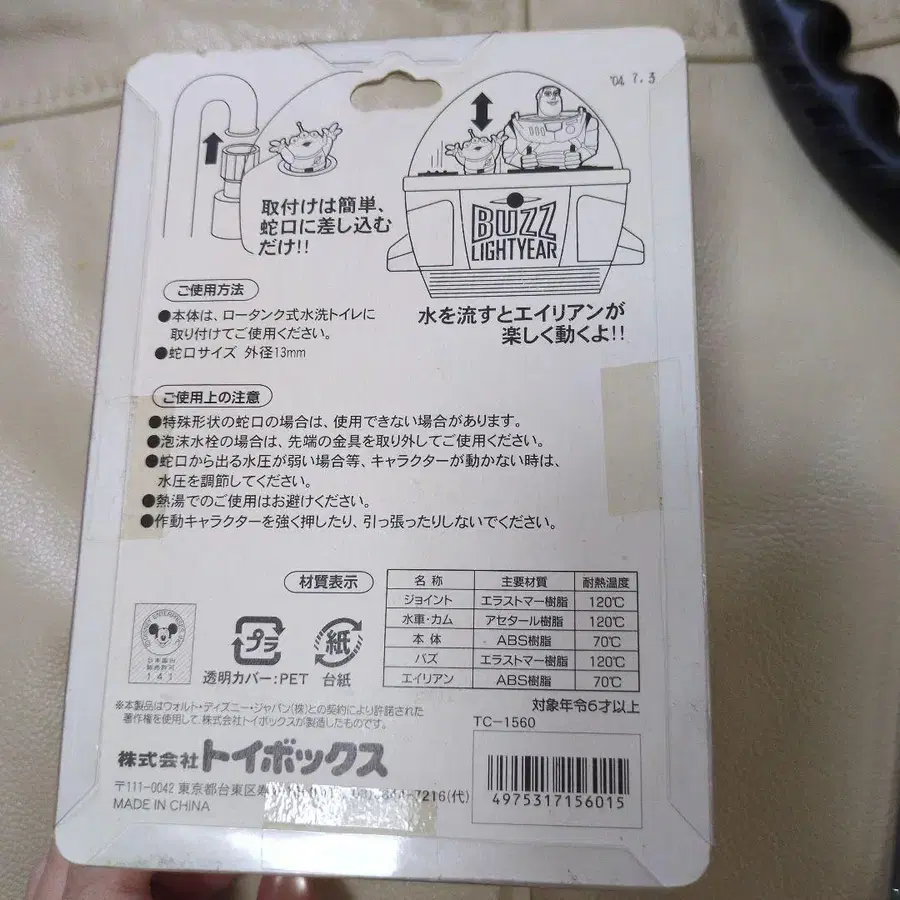 '04 7.3
取付けは簡単、
蛇口に差し込む
だけ!!
BUZZ
LIGHTYEAR
水を流すとエイリアンが
楽しく動くよ!!
ご使用方法
●本体は、ロータンク式水洗トイレに
取り付けてご使用ください。
●蛇口サイズ 外径13mm
ご使用上の注意
●特殊形状の蛇口の場合は、使用できない場合があります。
●泡沫水栓の場合は、先端の金具を取り外してご使用ください。
●蛇口から出る水圧が弱い場合等、キャラクターが動かない時は、
水圧を調節してください。
●熱湯でのご使用はお避けください。
●作動キャラクターを強く押したり、引っ張ったりしないでください。
材質表示
名 称 主要材質 耐熱温度
ジョイント エラストマー樹脂 120℃
水車・カム アセタール樹脂 120℃
本 体 ABS樹脂 70℃
バズ エラストマー樹脂 120℃
エイリアン ABS樹脂 70℃
日本国内
販売許可
141
プラ
透明カバー:PET
紙
台紙
対象年令6才以上
※本製品はウォルト・ディズニー・ジャパン(株)との契約により許諾された
著作権を使用して、株式会社トイボックスが製造したものです。
TC-1560
株式会社トイボックス
〒111-0042 東京都台東区寿
7216(代)
MADE IN CHINA
4975317156015